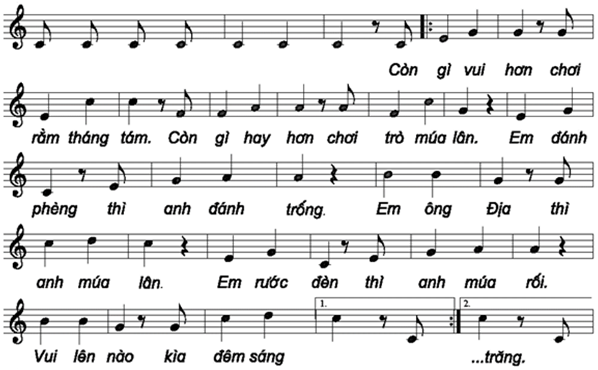 Còn gì vui hơn chơi
rằm tháng tám. Còn gì hay hơn chơi trò múa lân. Em đánh
phèng thì anh đánh trống. Em ông Địa thì
anh múa lân. Em rước đèn thì anh múa rối.
1. 2.
Vui lên nào kìa đêm sáng ...trăng.